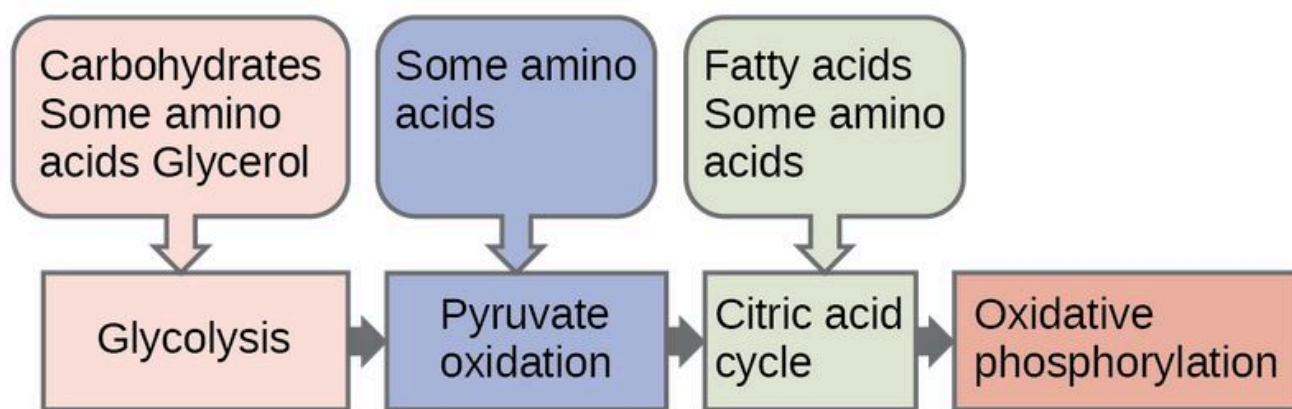 Carbohydrates
Some amino
acids Glycerol
Some amino
acids
Fatty acids
Some amino
acids
Glycolysis
Pyruvate
oxidation
Citric acid
cycle
Oxidative
phosphorylation